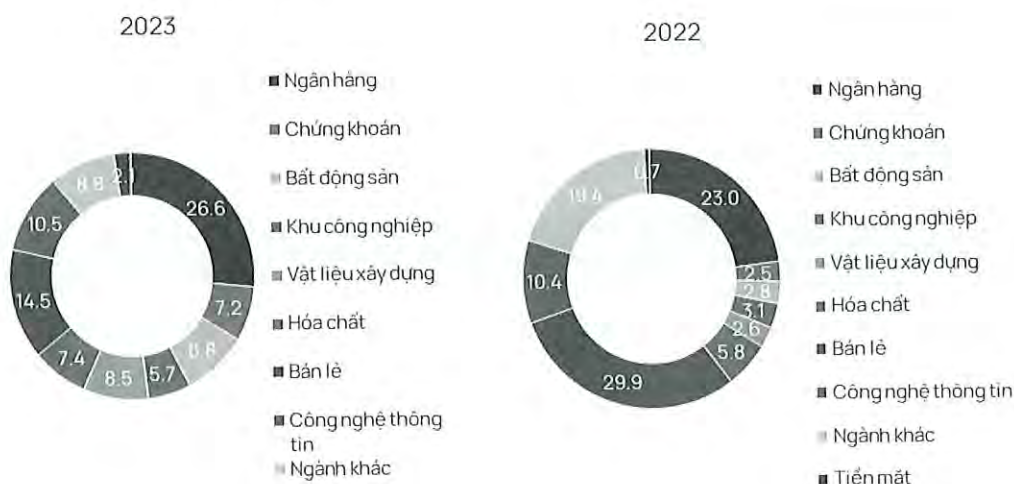 2023
Ngân hàng
Chứng khoán
Bất động sản
Khu công nghiệp
Vật liệu xây dựng
Hóa chất
Bán lẻ
Công nghệ thông
tin
Ngành khác
26.6
7.2
5.7
8.5
7.4
14.5
10.5
2.1
2022
Ngân hàng
Chứng khoán
Bất động sản
Khu công nghiệp
Vật liệu xây dựng
Hóa chất
Bán lẻ
Công nghệ thông tin
Ngành khác
Tiền mặt
23.0
2.5
2.8
3.1
2.6
5.8
29.9
10.4
0.7